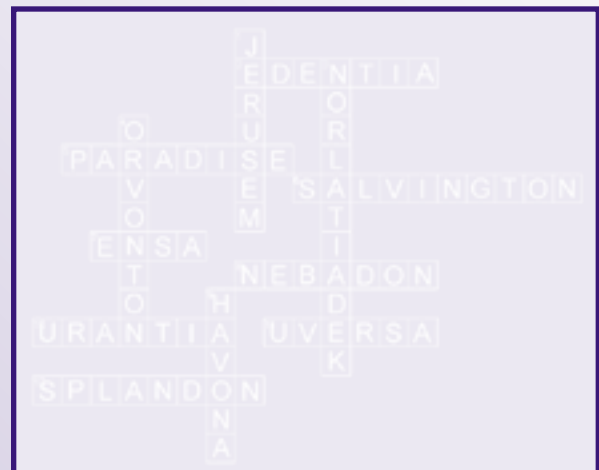 JERUSEM
EDENTIA
NORLATIADEK
ORVONTON
PARADISE
SALVINGTON
ENSA
NEBADON
HAVONA
URANTIA
UVERSA
SPLANDON